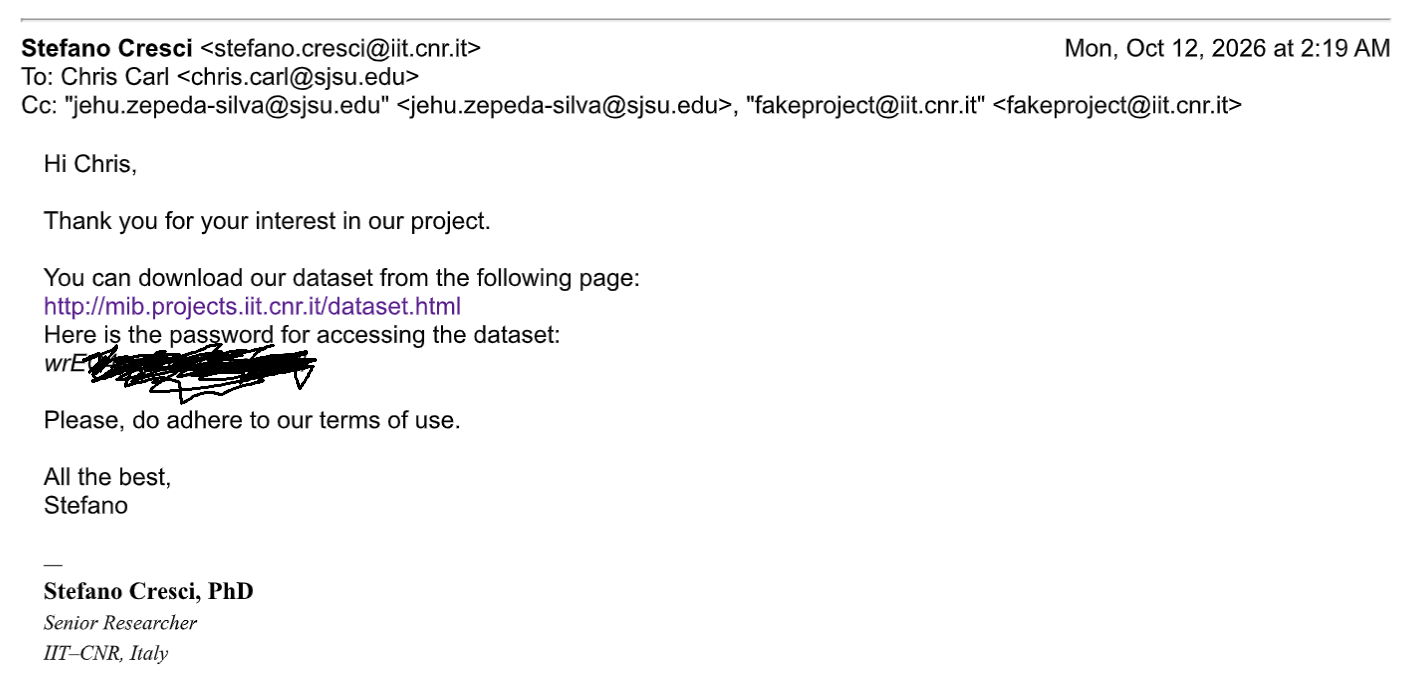 Stefano Cresci <stefano.cresci@iit.cnr.it> Mon, Oct 12, 2026 at 2:19 AM
To: Chris Carl <chris.carl@sjsu.edu>
Cc: "jehu.zepeda-silva@sjsu.edu" <jehu.zepeda-silva@sjsu.edu>, "fakeproject@iit.cnr.it" <fakeproject@iit.cnr.it>
Hi Chris,
Thank you for your interest in our project.
You can download our dataset from the following page:
http://mib.projects.iit.cnr.it/dataset.html
Here is the password for accessing the dataset:
wrE
Please, do adhere to our terms of use.
All the best,
Stefano
—
Stefano Cresci, PhD
Senior Researcher
IIT–CNR, Italy